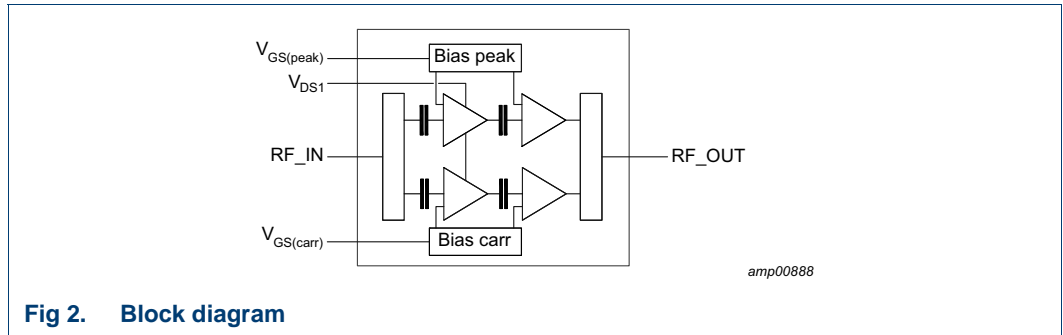 V_GS(peak)
Bias peak
V_DS1
RF_IN
RF_OUT
V_GS(carr)
Bias carr
amp00888
Fig 2. Block diagram